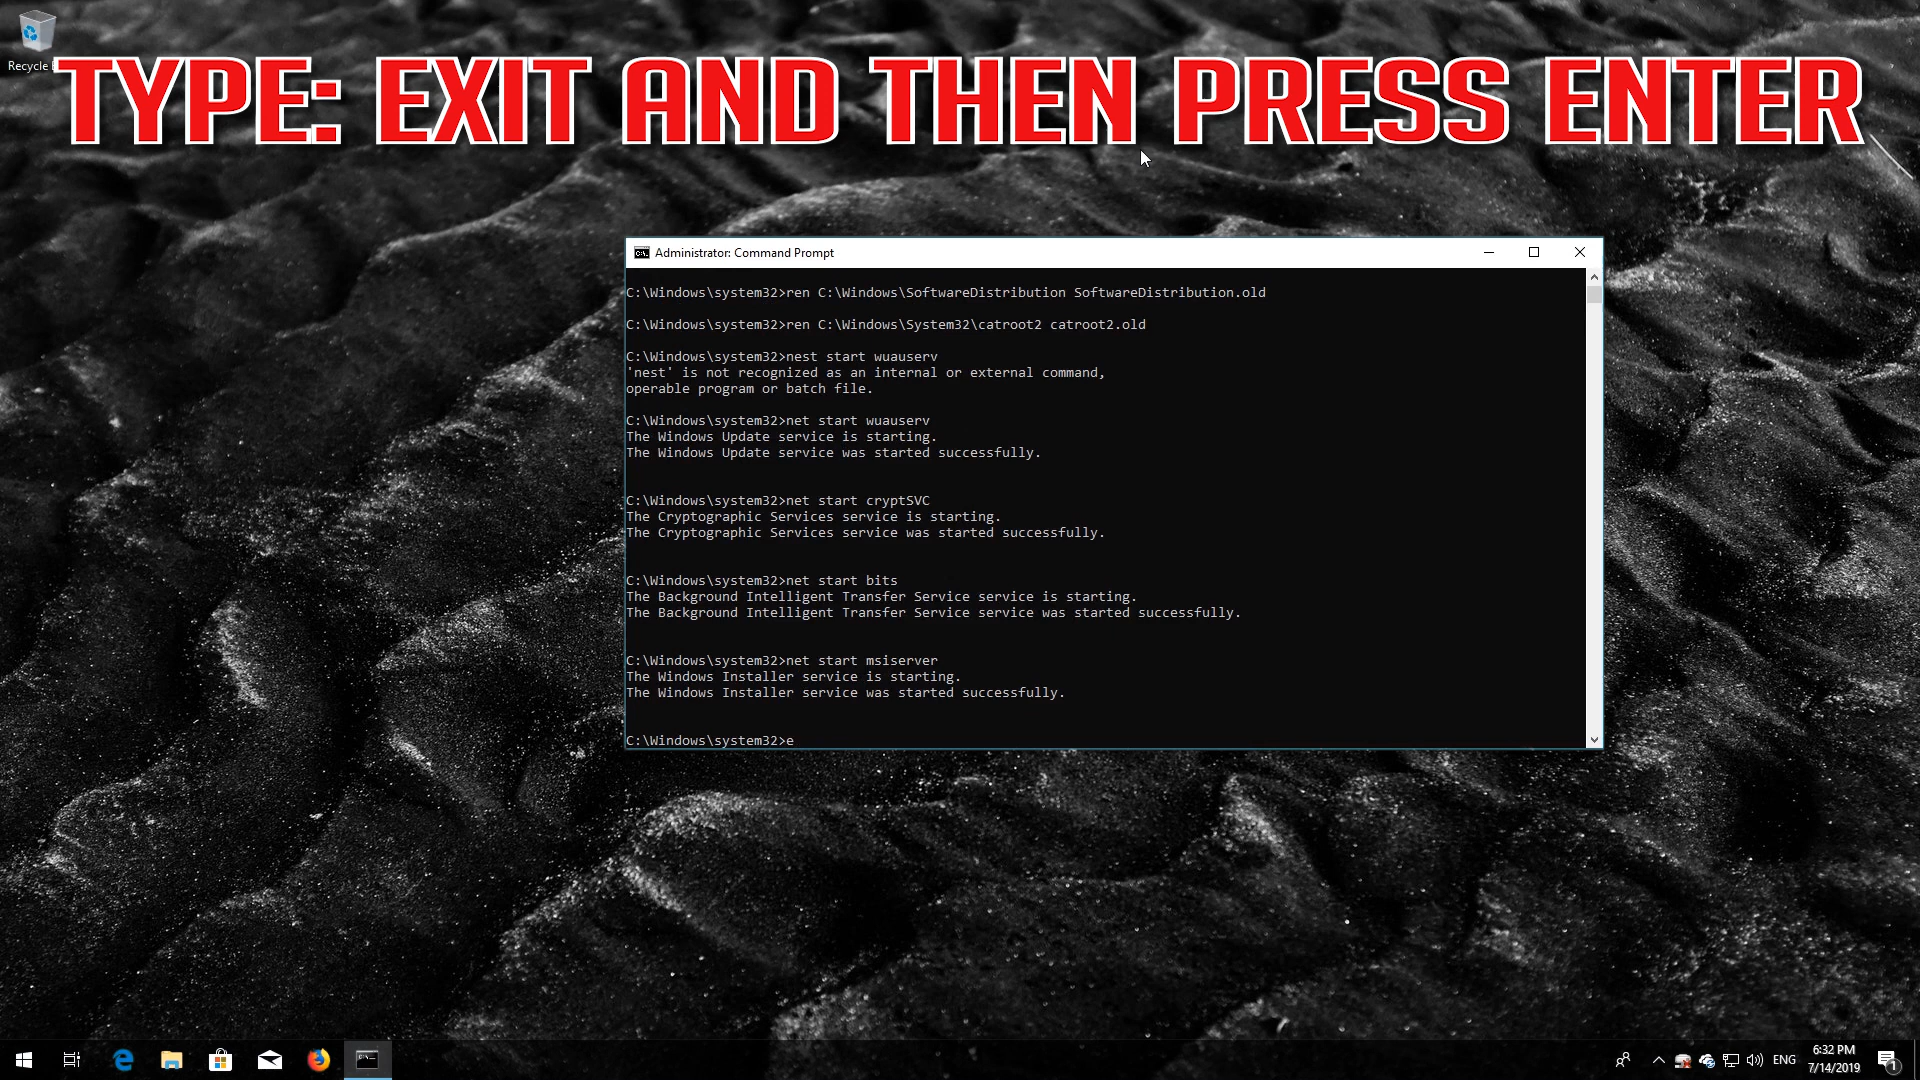 Recycle
TYPE: EXIT AND THEN PRESS ENTER
Administrator: Command Prompt
C:\Windows\system32>ren C:\Windows\SoftwareDistribution SoftwareDistribution.old
C:\Windows\system32>ren C:\Windows\System32\catroot2 catroot2.old
C:\Windows\system32>nest start wuauserv
'nest' is not recognized as an internal or external command,
operable program or batch file.
C:\Windows\system32>net start wuauserv
The Windows Update service is starting.
The Windows Update service was started successfully.
C:\Windows\system32>net start cryptSVC
The Cryptographic Services service is starting.
The Cryptographic Services service was started successfully.
C:\Windows\system32>net start bits
The Background Intelligent Transfer Service service is starting.
The Background Intelligent Transfer Service service was started successfully.
C:\Windows\system32>net start msiserver
The Windows Installer service is starting.
The Windows Installer service was started successfully.
C:\Windows\system32>e
ENG
6:32 PM
7/14/2019
1